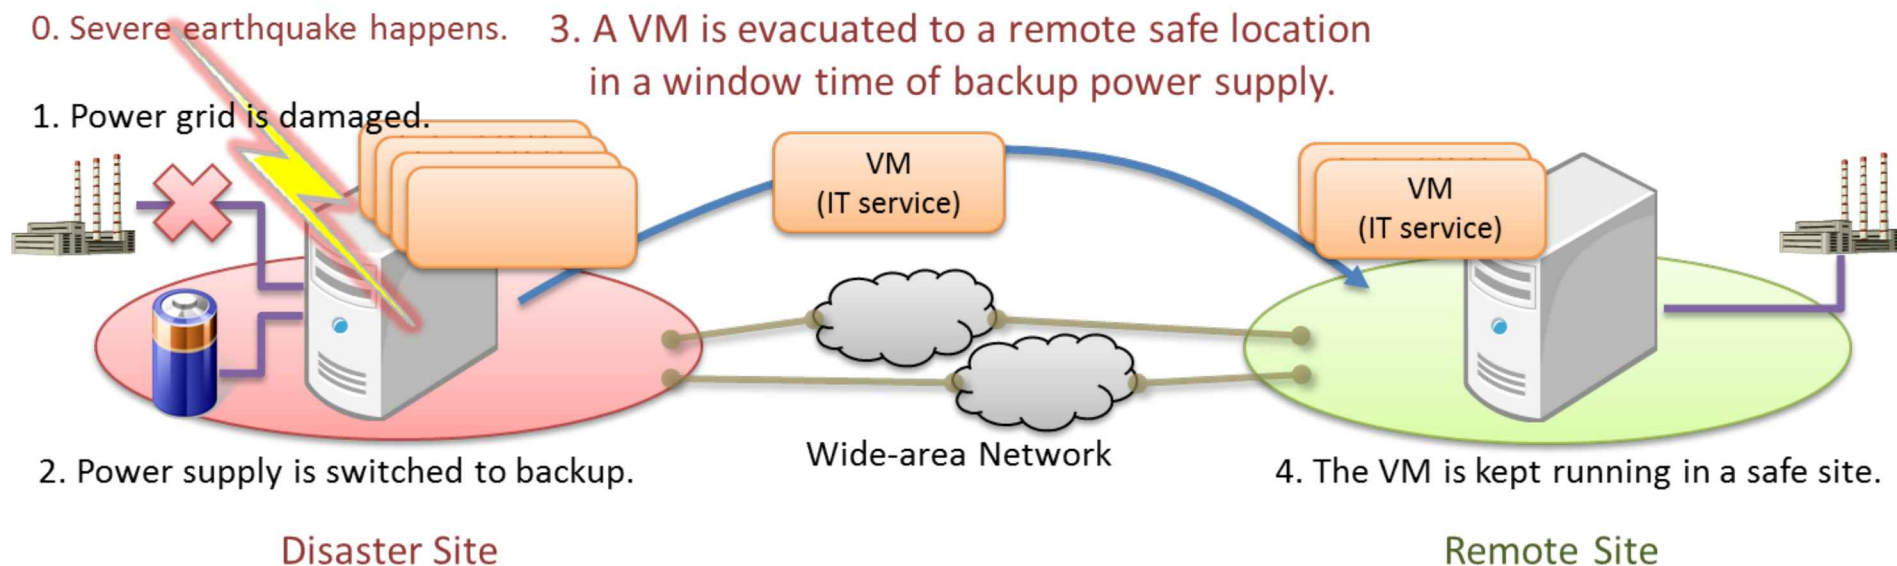 0. Severe earthquake happens.
3. A VM is evacuated to a remote safe location
in a window time of backup power supply.
1. Power grid is damaged.
VM
(IT service)
VM
(IT service)
Wide-area Network
2. Power supply is switched to backup.
4. The VM is kept running in a safe site.
Disaster Site
Remote Site